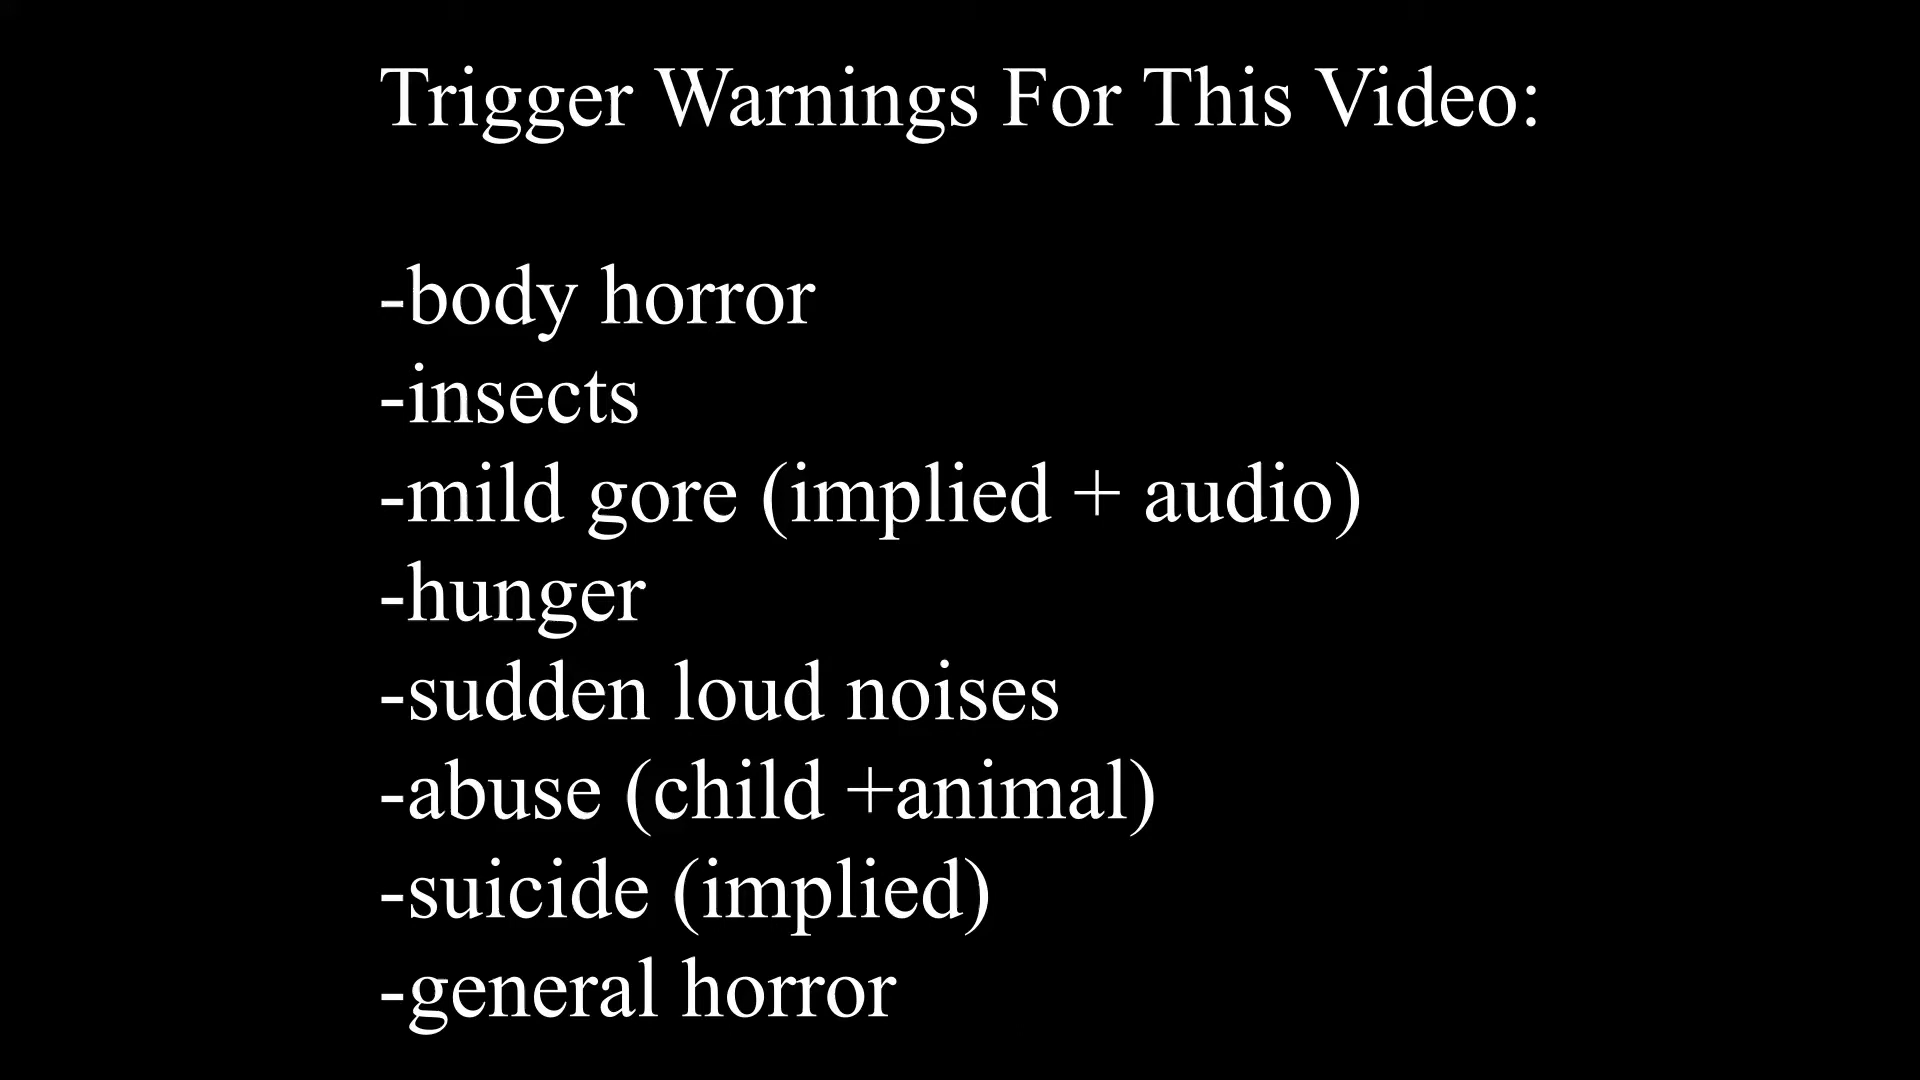 Trigger Warnings For This Video:
-body horror
-insects
-mild gore (implied + audio)
-hunger
-sudden loud noises
-abuse (child +animal)
-suicide (implied)
-general horror